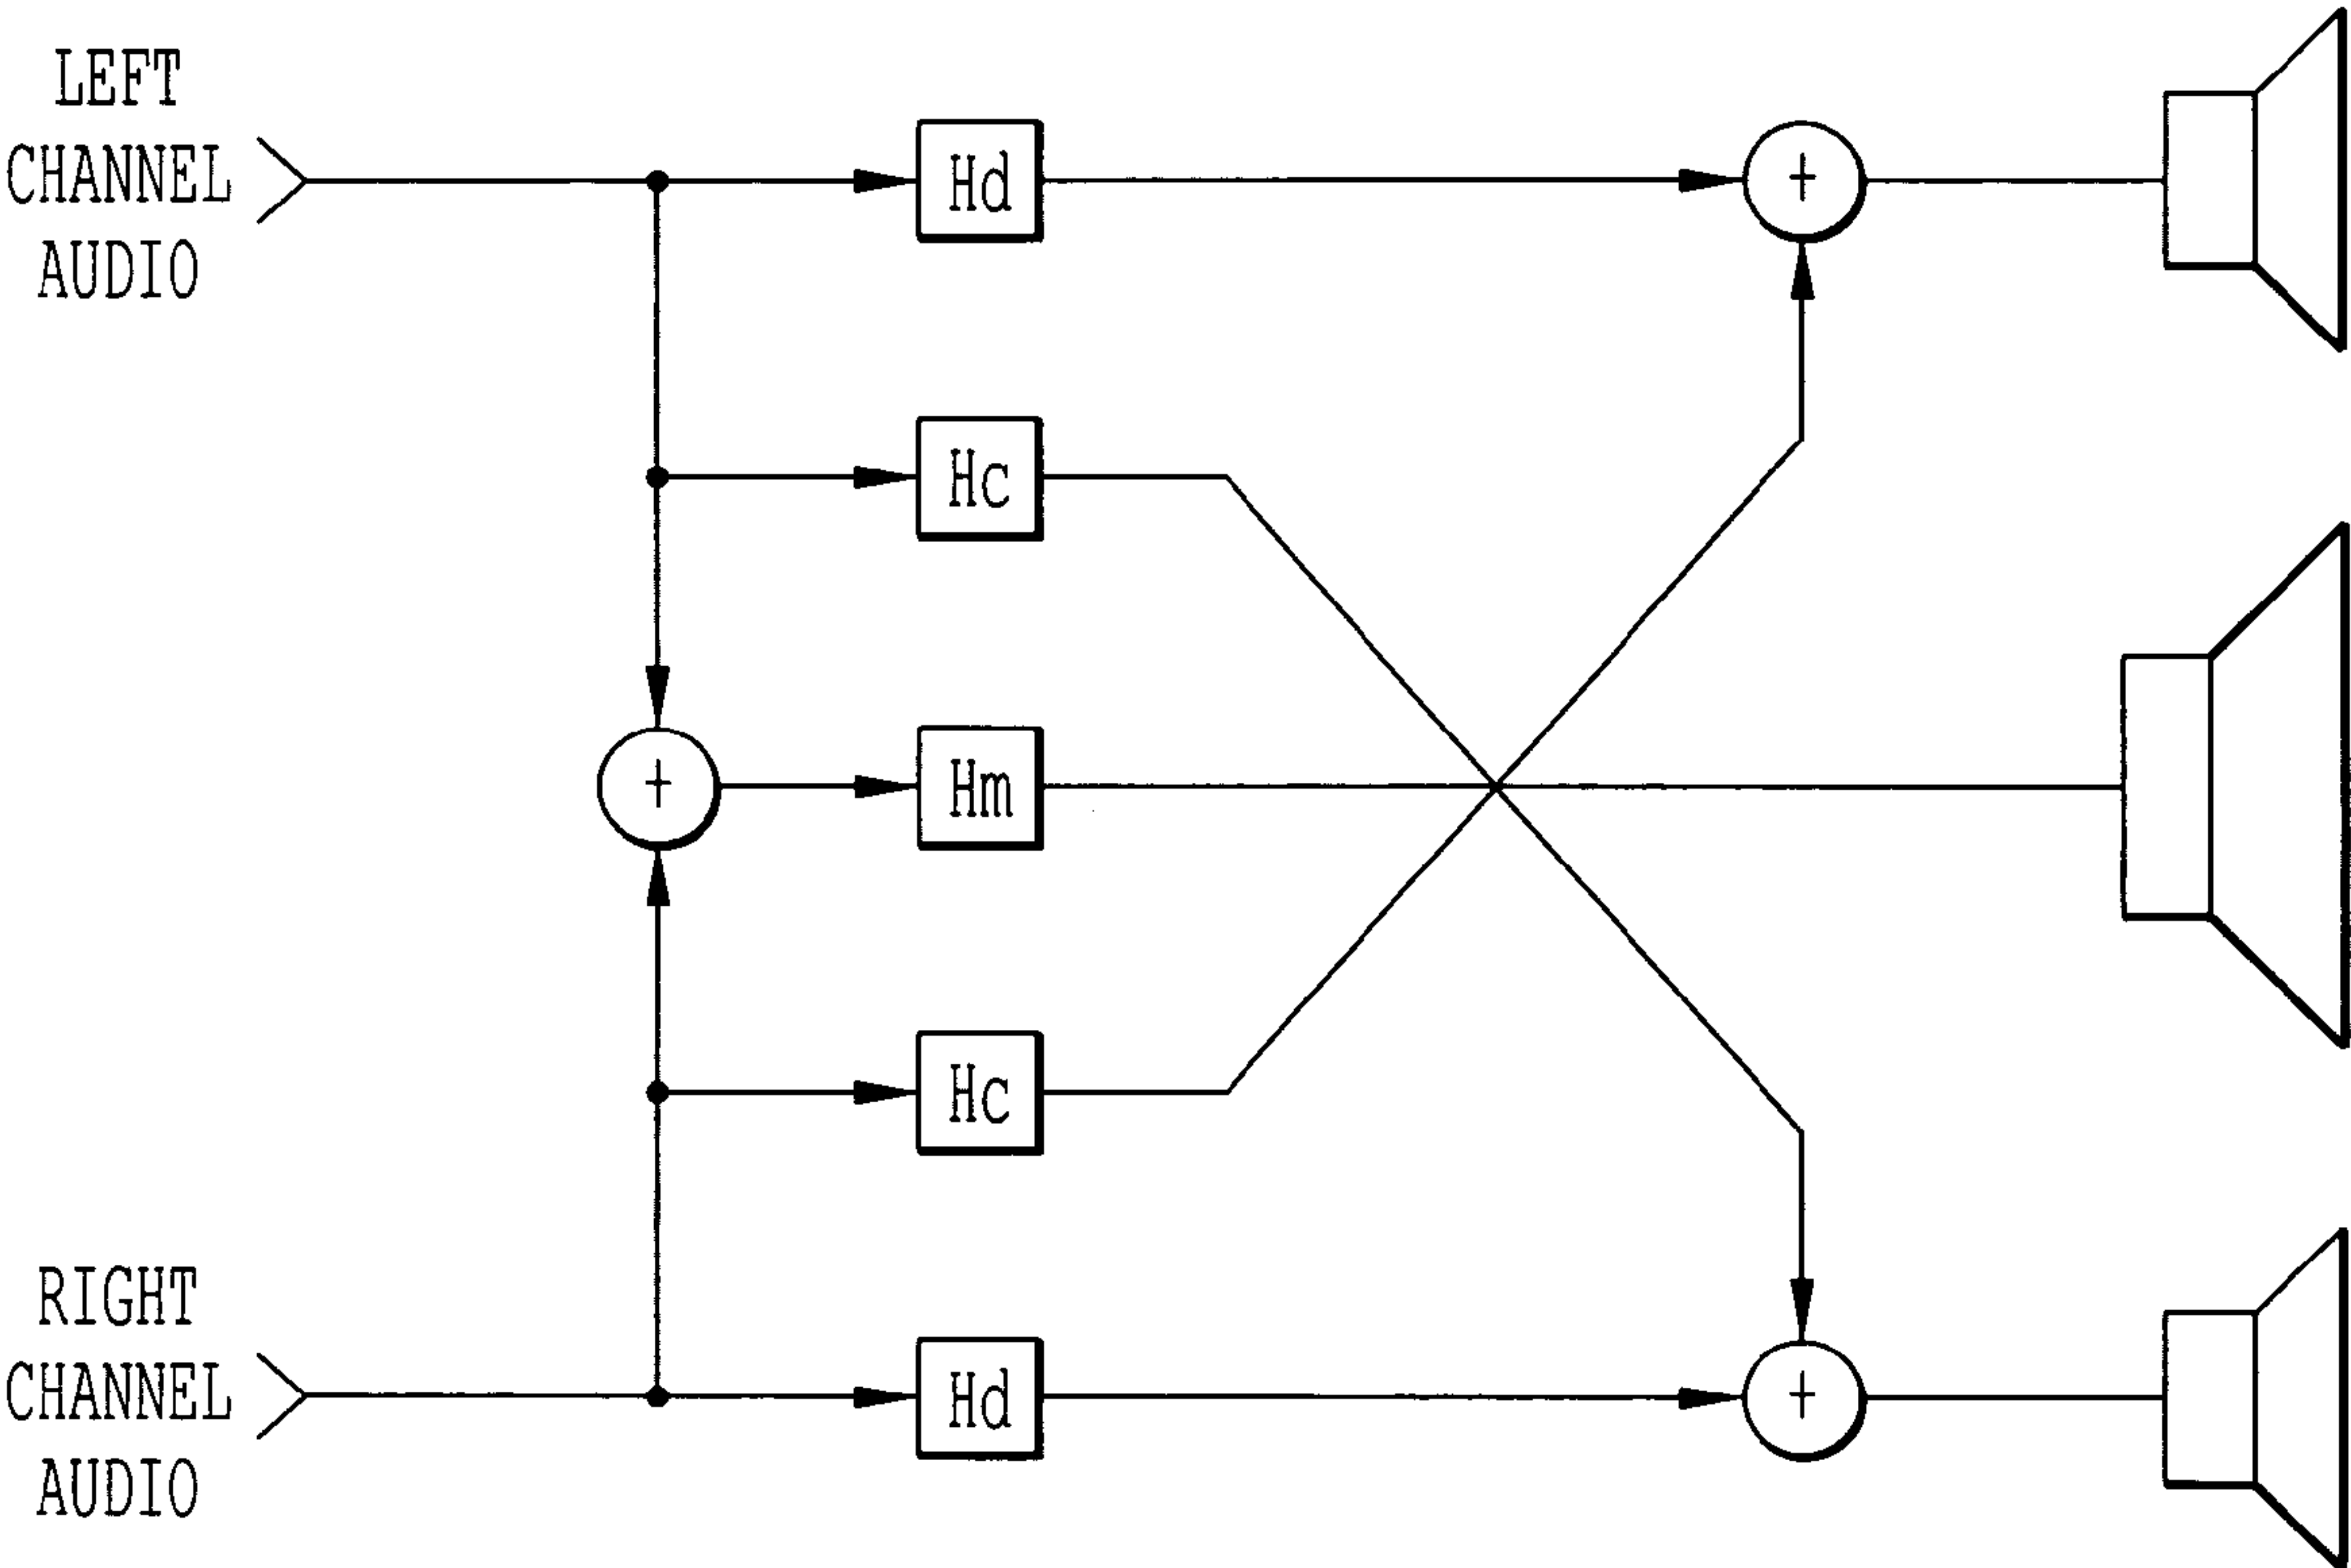 LEFT
CHANNEL
AUDIO
Hd
+
Hc
+
Hm
Hc
RIGHT
CHANNEL
AUDIO
Hd
+